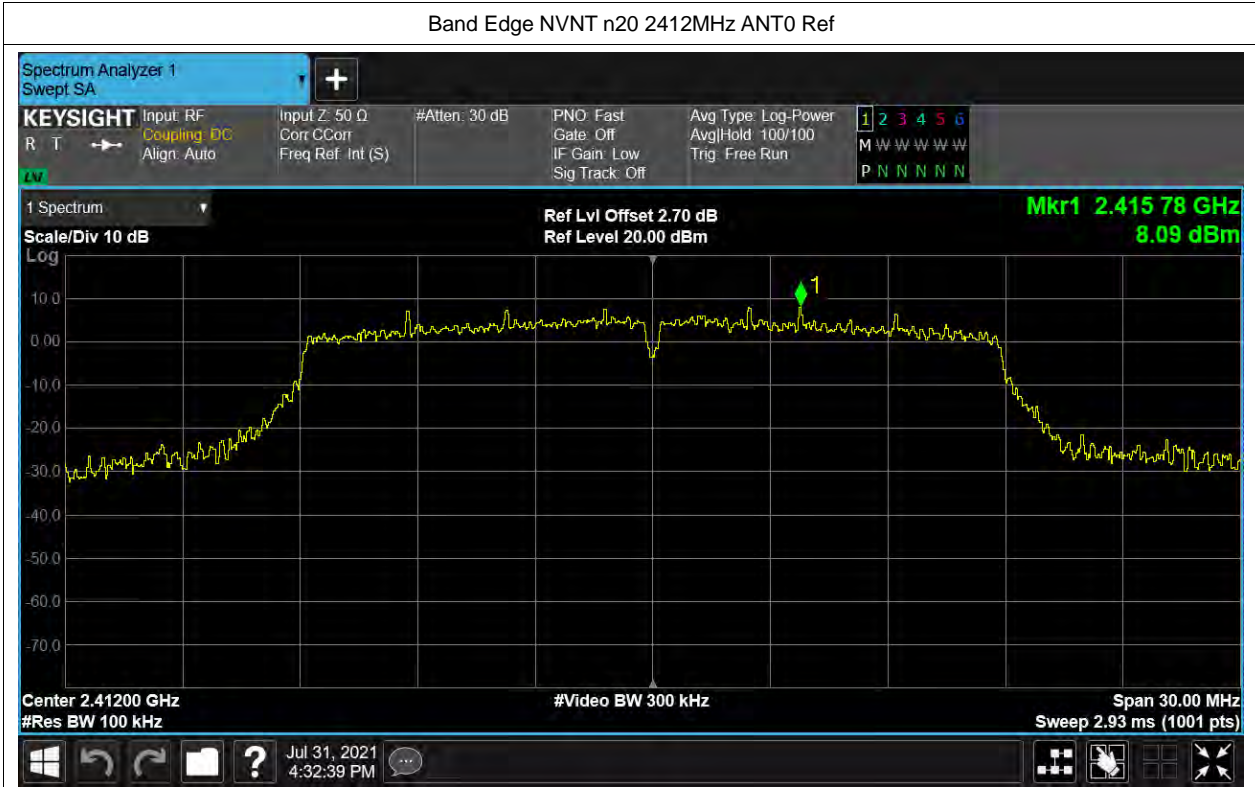 Band Edge NVNT n20 2412MHz ANT0 Ref
Spectrum Analyzer 1
Swept SA
+
KEYSIGHT
R T
Input: RF
Coupling: DC
Align: Auto
Input Z: 50 Ω
Corr CCorr
Freq Ref: Int (S)
#Atten: 30 dB
PNO: Fast
Gate: Off
IF Gain: Low
Sig Track: Off
Avg Type: Log-Power
Avg|Hold: 100/100
Trig: Free Run
1 2 3 4 5 6
M W W W W W
P N N N N N
1 Spectrum
Scale/Div 10 dB
Ref Lvl Offset 2.70 dB
Ref Level 20.00 dBm
Mkr1 2.415 78 GHz
8.09 dBm
Log
10.0
0.00
-10.0
-20.0
-30.0
-40.0
-50.0
-60.0
-70.0
1
Center 2.41200 GHz
#Res BW 100 kHz
#Video BW 300 kHz
Span 30.00 MHz
Sweep 2.93 ms (1001 pts)
?
Jul 31, 2021
4:32:39 PM